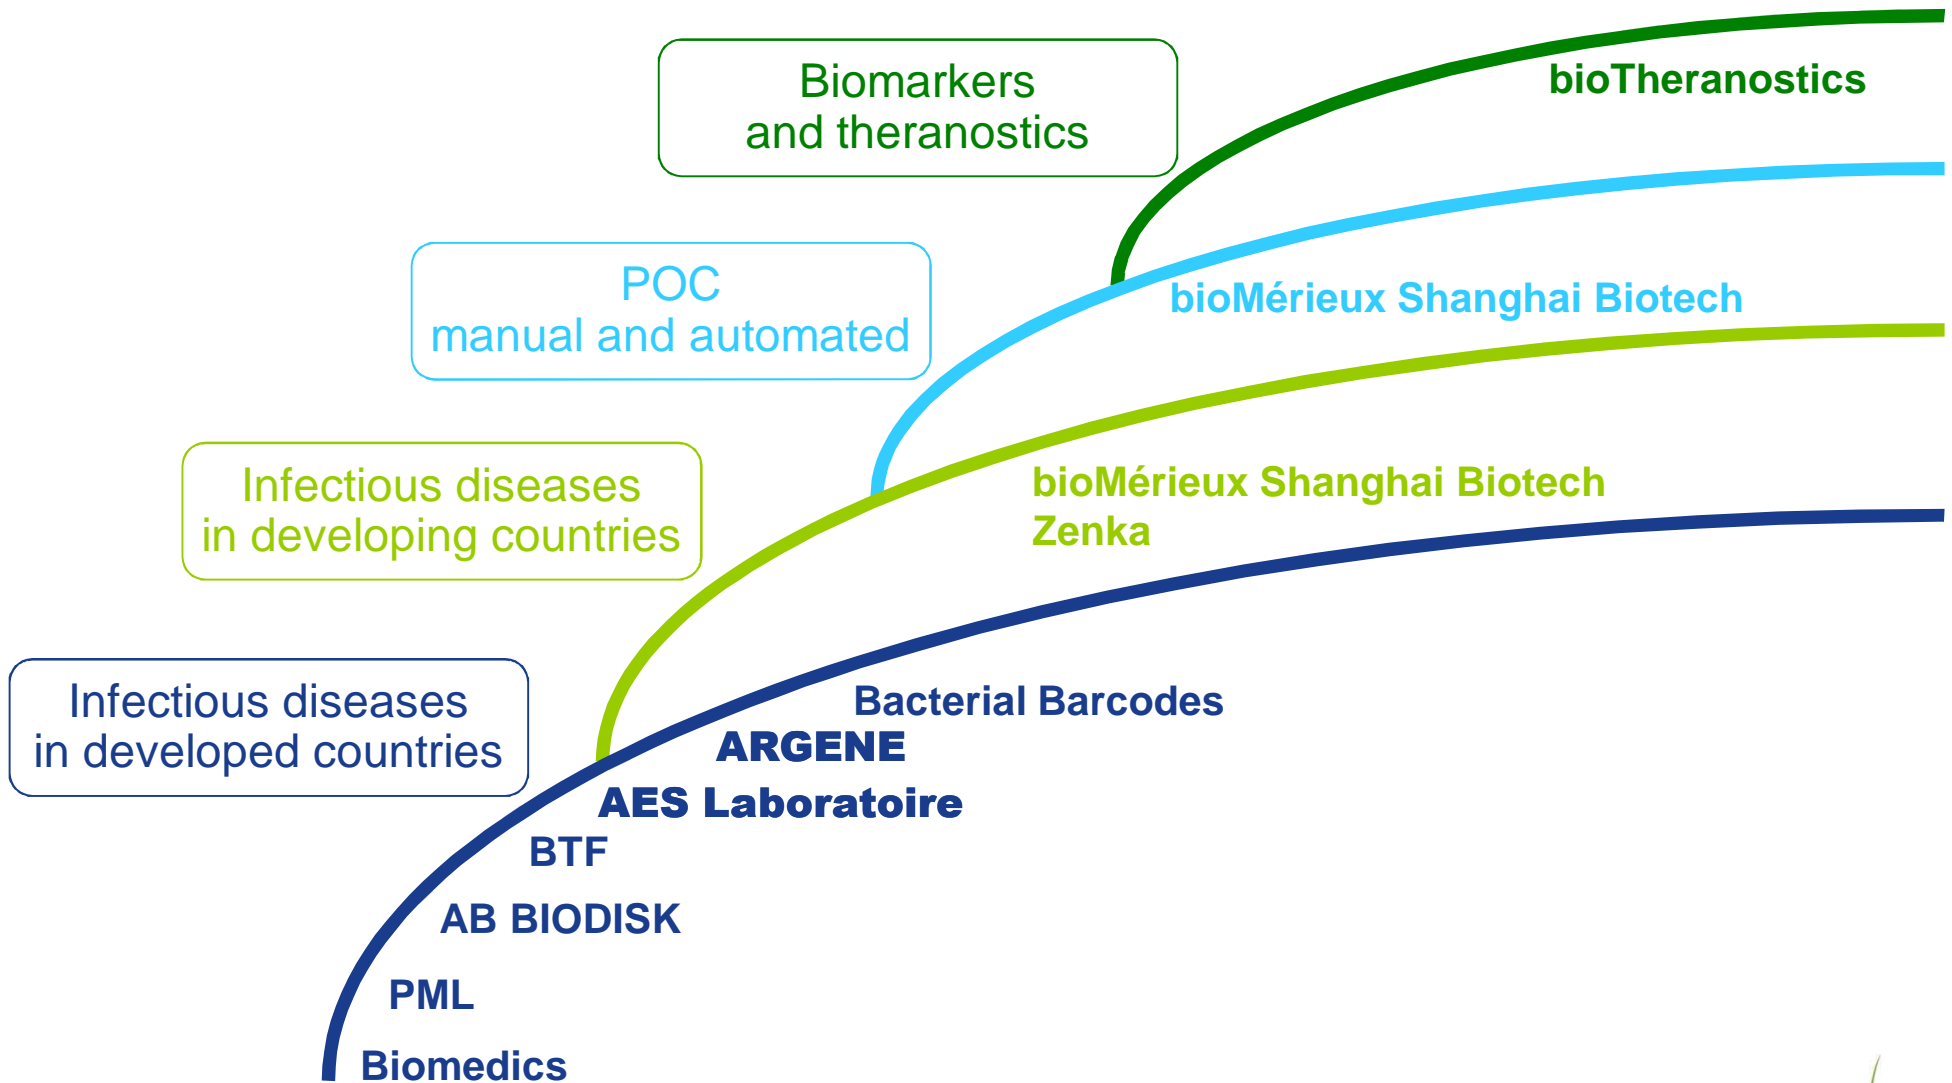 Biomarkers
and theranostics
bioTheranostics
POC
manual and automated
bioMérieux Shanghai Biotech
Infectious diseases
in developing countries
bioMérieux Shanghai Biotech
Zenka
Infectious diseases
in developed countries
Bacterial Barcodes
ARGENE
AES Laboratoire
BTF
AB BIODISK
PML
Biomedics